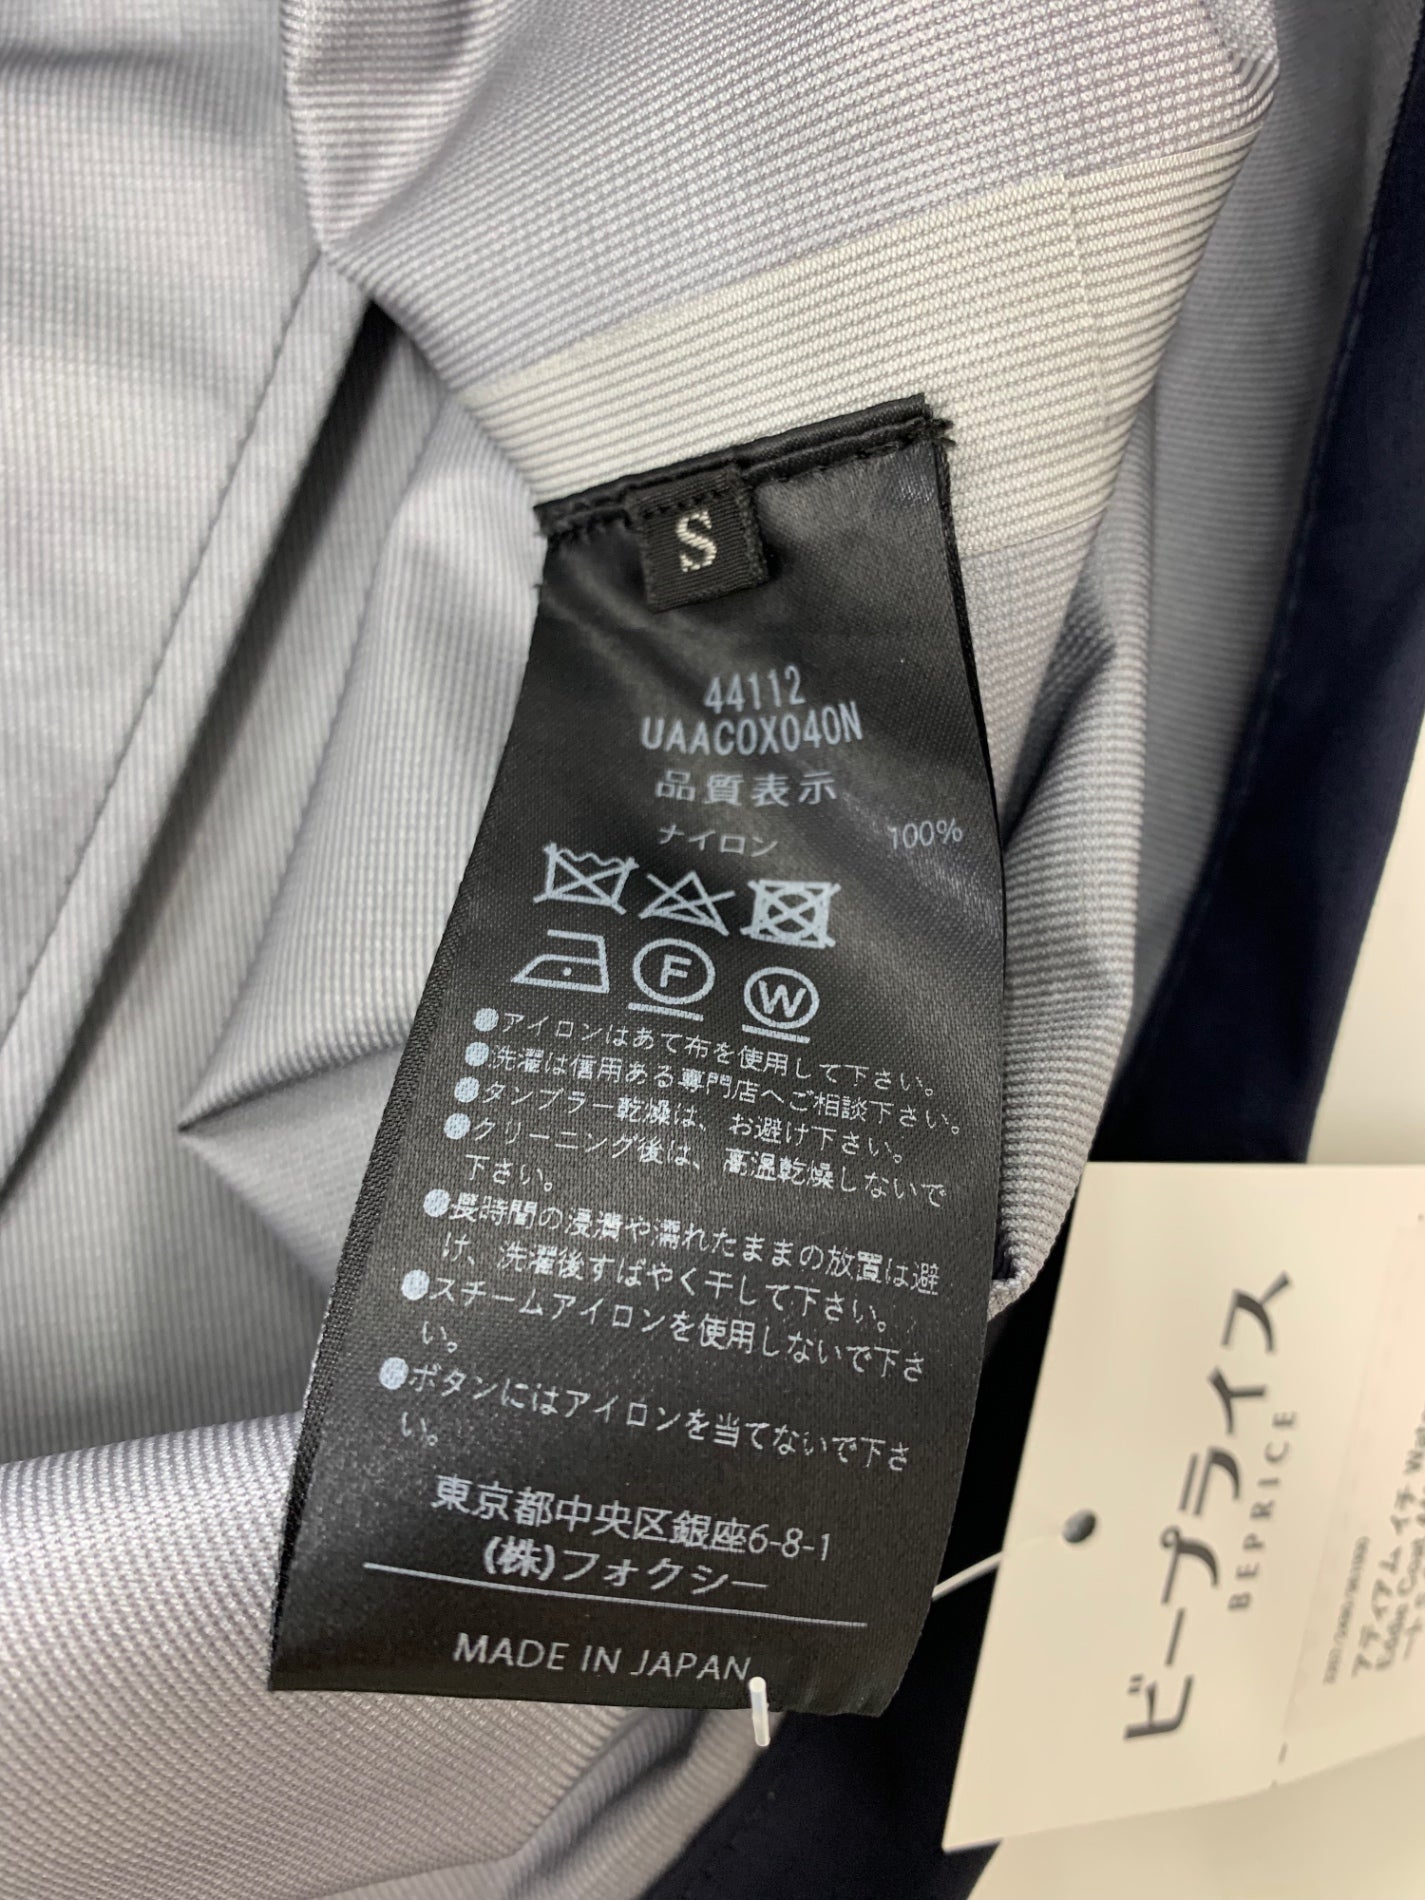 S
44112
UAACOX040N
品質表示
ナイロン 100%
F W
●アイロンはあて布を使用して下さい。
●洗濯は信用ある専門店へご相談下さい。
●タンブラー乾燥は、お避け下さい。
●クリーニング後は、高温乾燥しないで
下さい。
●長時間の浸漬や濡れたままの放置は避
け、洗濯後すばやく干して下さい。
●スチームアイロンを使用しないで下さ
い。
●ボタンにはアイロンを当てないで下さ
い。
東京都中央区銀座6-8-1
(株)フォクシー
MADE IN JAPAN
ビープライス
BEPRICE
アディアム イチ Wat
Coat